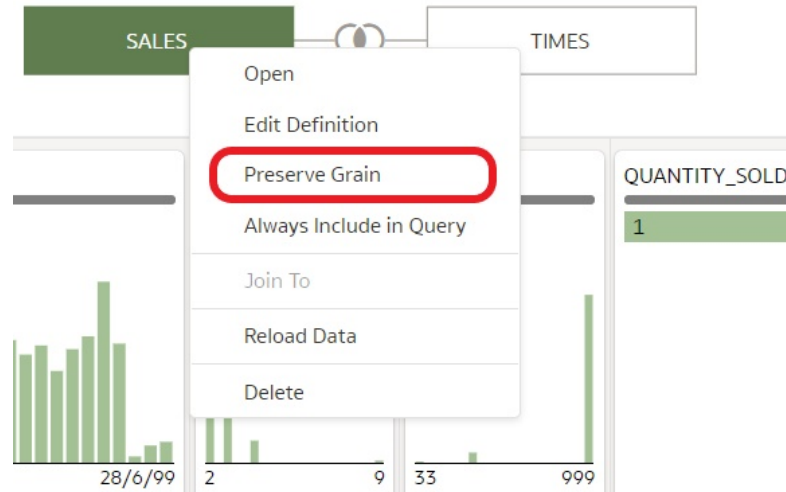 SALES
TIMES
Open
Edit Definition
Preserve Grain
Always Include in Query
Join To
Reload Data
Delete
QUANTITY_SOLD
1
28/6/99
2
9
33
999